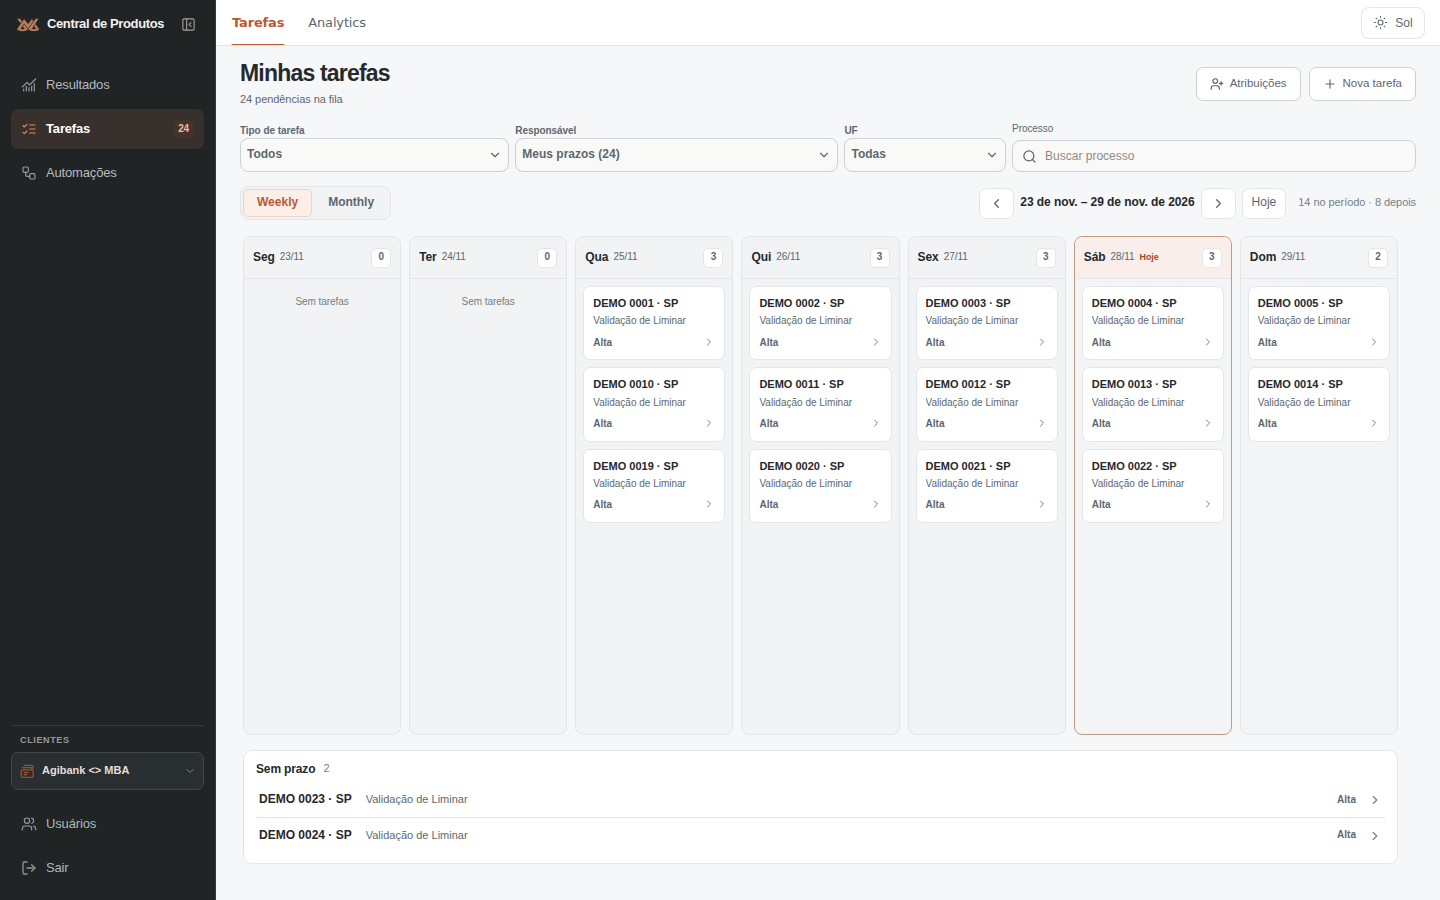 Central de Produtos
Resultados
Tarefas 24
Automações
CLIENTES
Agibank <> MBA
Usuários
Sair
Tarefas Analytics Sol
Minhas tarefas
24 pendências na fila
Atribuições Nova tarefa
Tipo de tarefa Responsável UF Processo
Todos Meus prazos (24) Todas Buscar processo
Weekly Monthly 23 de nov. – 29 de nov. de 2026 Hoje 14 no período · 8 depois
Seg 23/11 0
Sem tarefas
Ter 24/11 0
Sem tarefas
Qua 25/11 3
DEMO 0001 · SP
Validação de Liminar
Alta
DEMO 0010 · SP
Validação de Liminar
Alta
DEMO 0019 · SP
Validação de Liminar
Alta
Qui 26/11 3
DEMO 0002 · SP
Validação de Liminar
Alta
DEMO 0011 · SP
Validação de Liminar
Alta
DEMO 0020 · SP
Validação de Liminar
Alta
Sex 27/11 3
DEMO 0003 · SP
Validação de Liminar
Alta
DEMO 0012 · SP
Validação de Liminar
Alta
DEMO 0021 · SP
Validação de Liminar
Alta
Sáb 28/11 Hoje 3
DEMO 0004 · SP
Validação de Liminar
Alta
DEMO 0013 · SP
Validação de Liminar
Alta
DEMO 0022 · SP
Validação de Liminar
Alta
Dom 29/11 2
DEMO 0005 · SP
Validação de Liminar
Alta
DEMO 0014 · SP
Validação de Liminar
Alta
Sem prazo 2
DEMO 0023 · SP Validação de Liminar Alta
DEMO 0024 · SP Validação de Liminar Alta